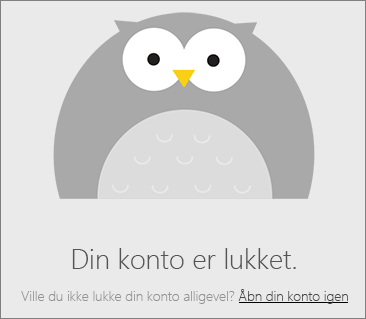 Din konto er lukket.
Ville du ikke lukke din konto alligevel? Åbn din konto igen